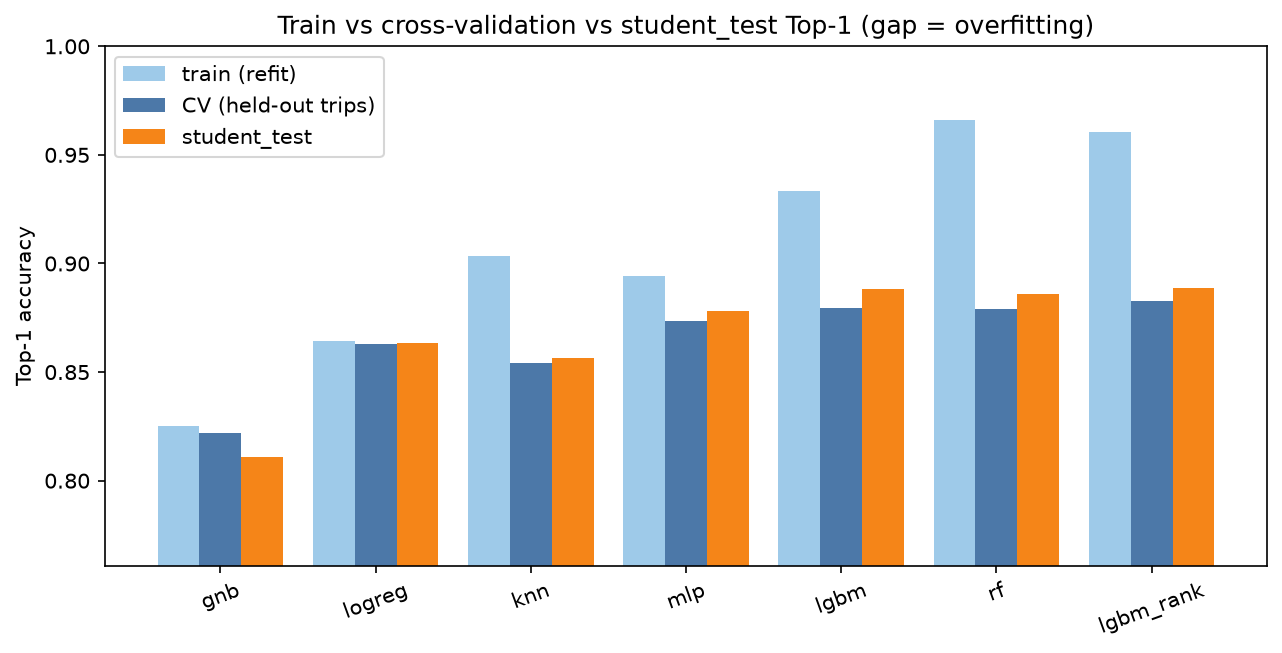 Train vs cross-validation vs student_test Top-1 (gap = overfitting)
train (refit)
CV (held-out trips)
student_test
Top-1 accuracy
1.00
0.95
0.90
0.85
0.80
gnb
logreg
knn
mlp
lgbm
rf
lgbm_rank